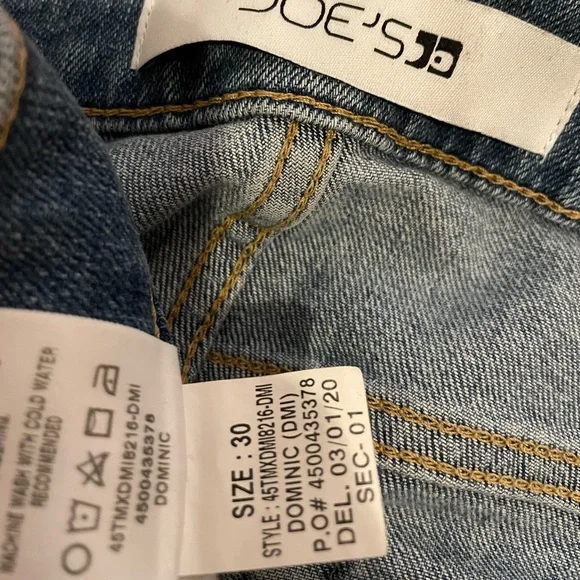 JOE'S
SIZE : 30
STYLE : 45TMXDMI8216-DMI
DOMINIC (DMI)
P.O# 4500435378
DEL. 03/01/20
SEC- 01
MACHINE WASH WITH COLD WATER
RECOMMENDED
45TMXDMI8216-DMI
4500435378
DOMINIC